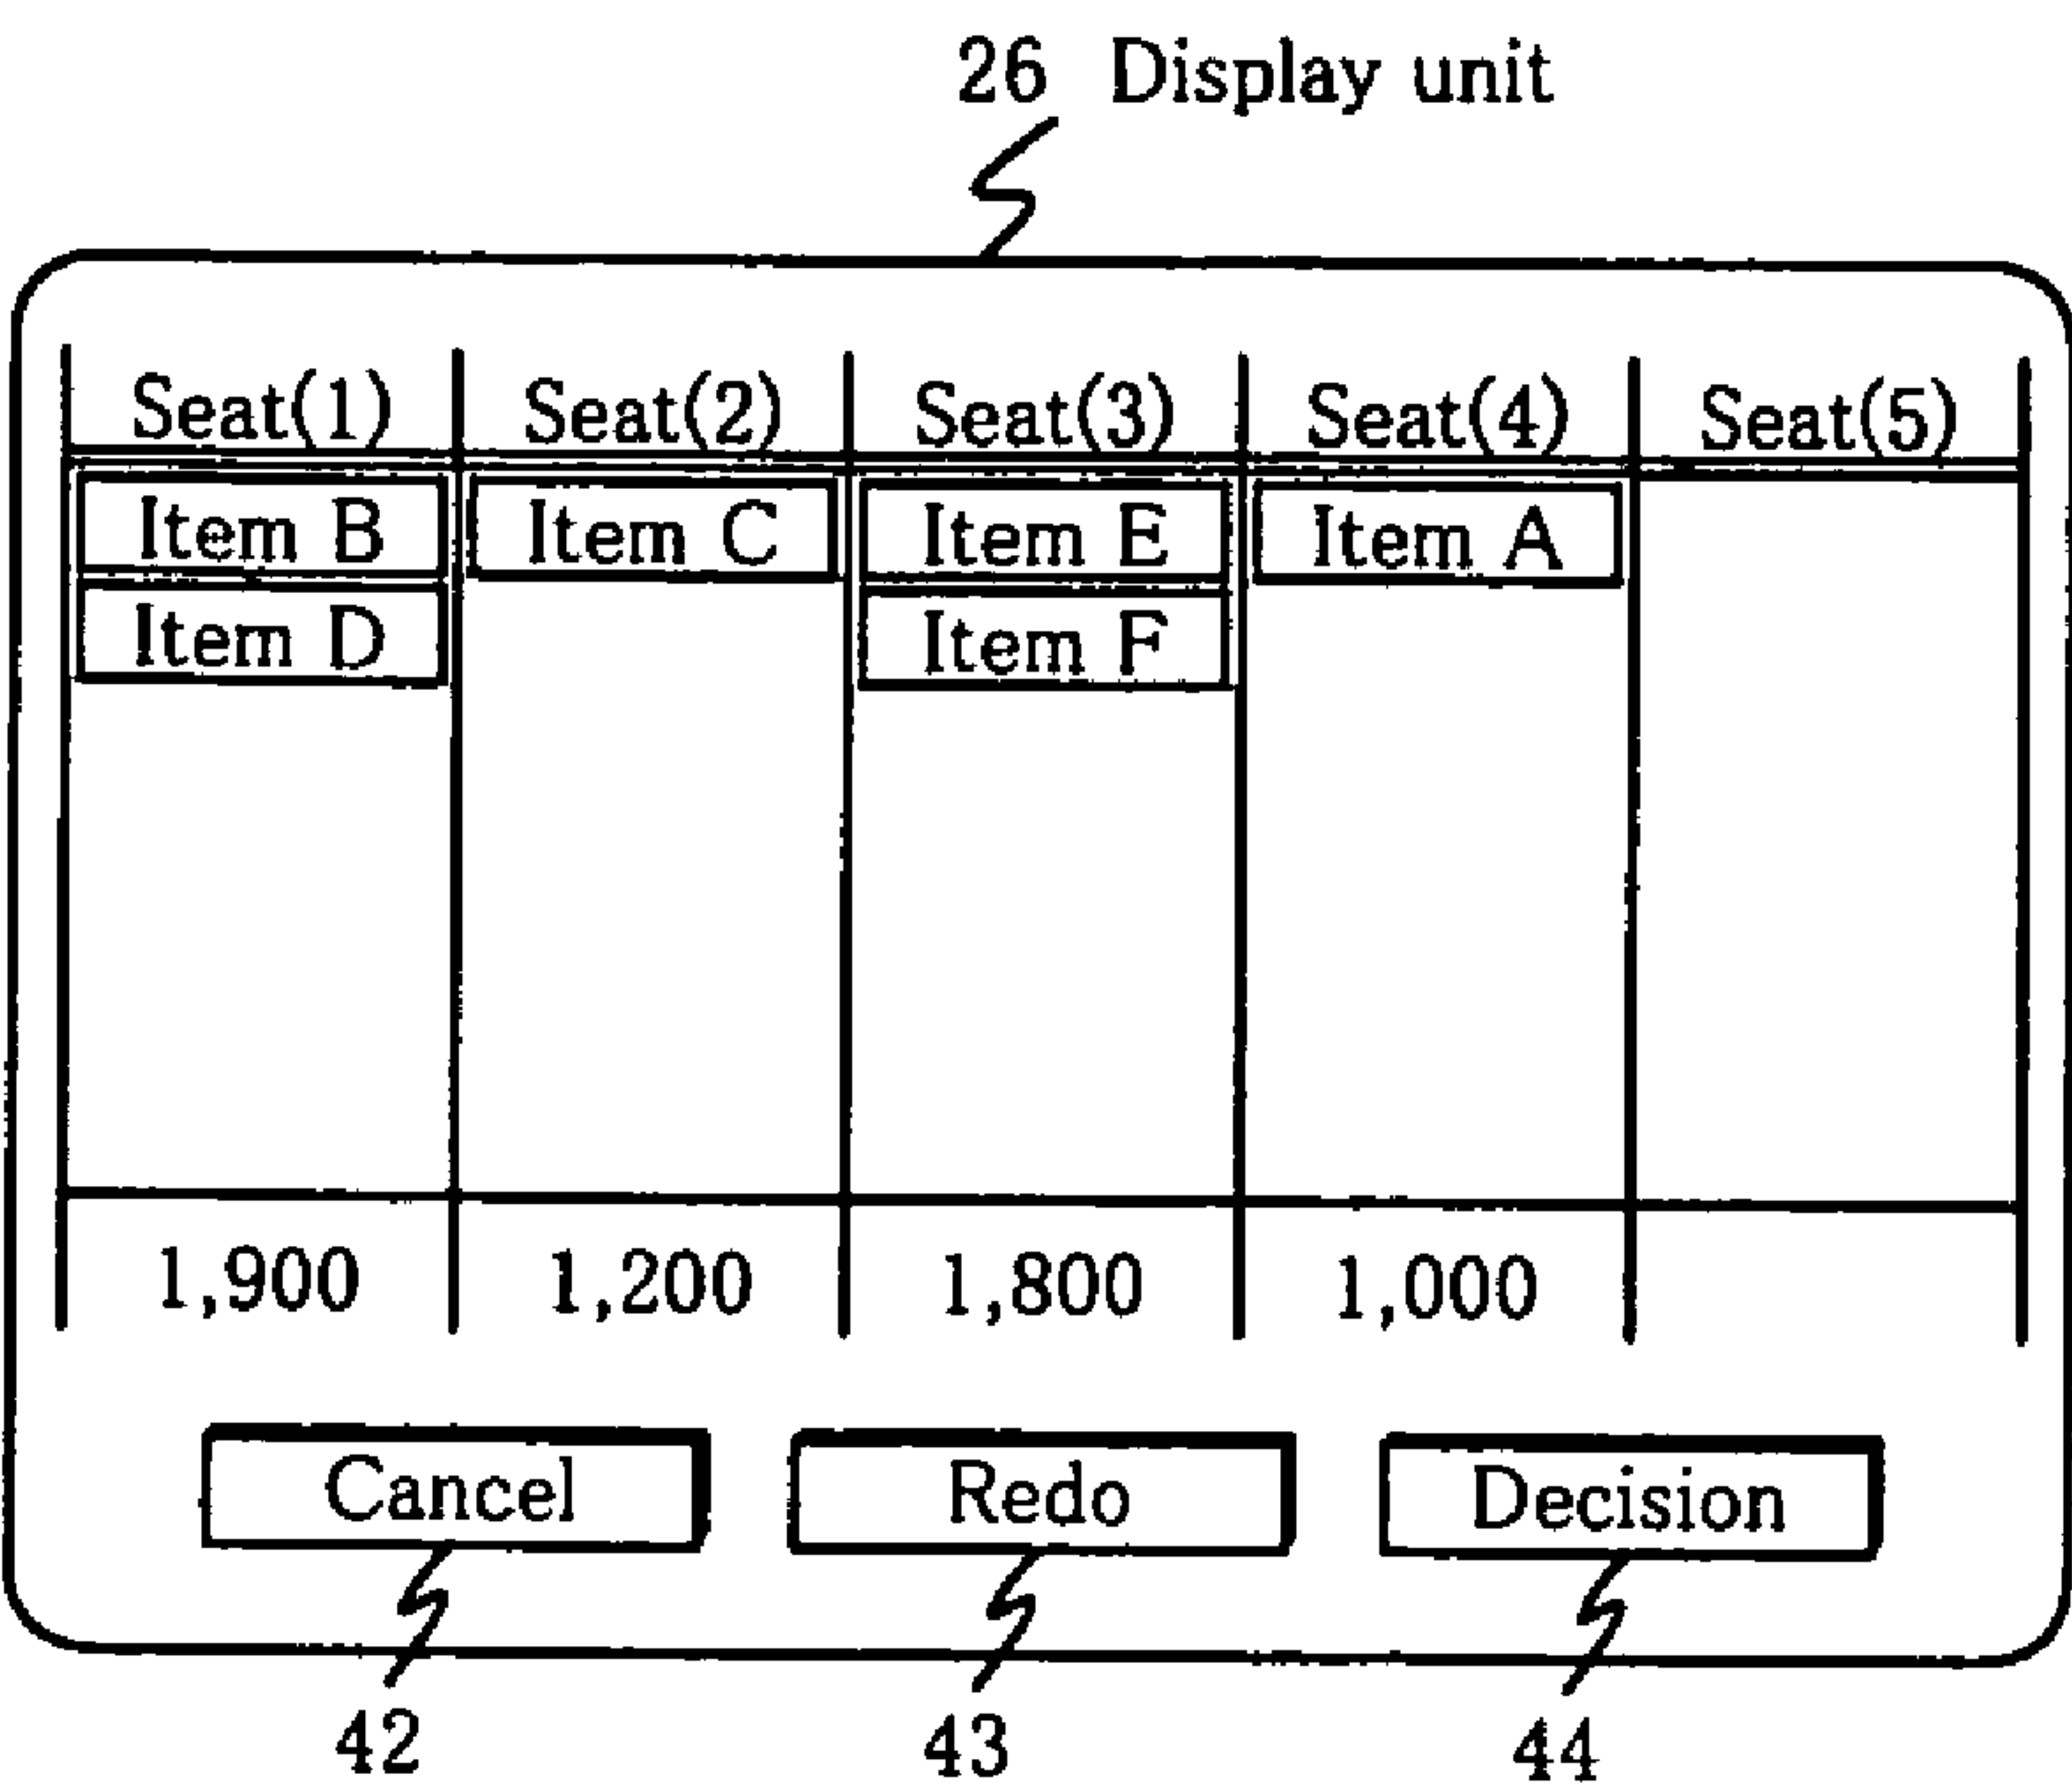 26 Display unit
Seat(1) Seat(2) Seat(3) Seat(4) Seat(5)
Item B Item C Item E Item A
Item D Item F
1,900 1,200 1,800 1,000
Cancel Redo Decision
42 43 44